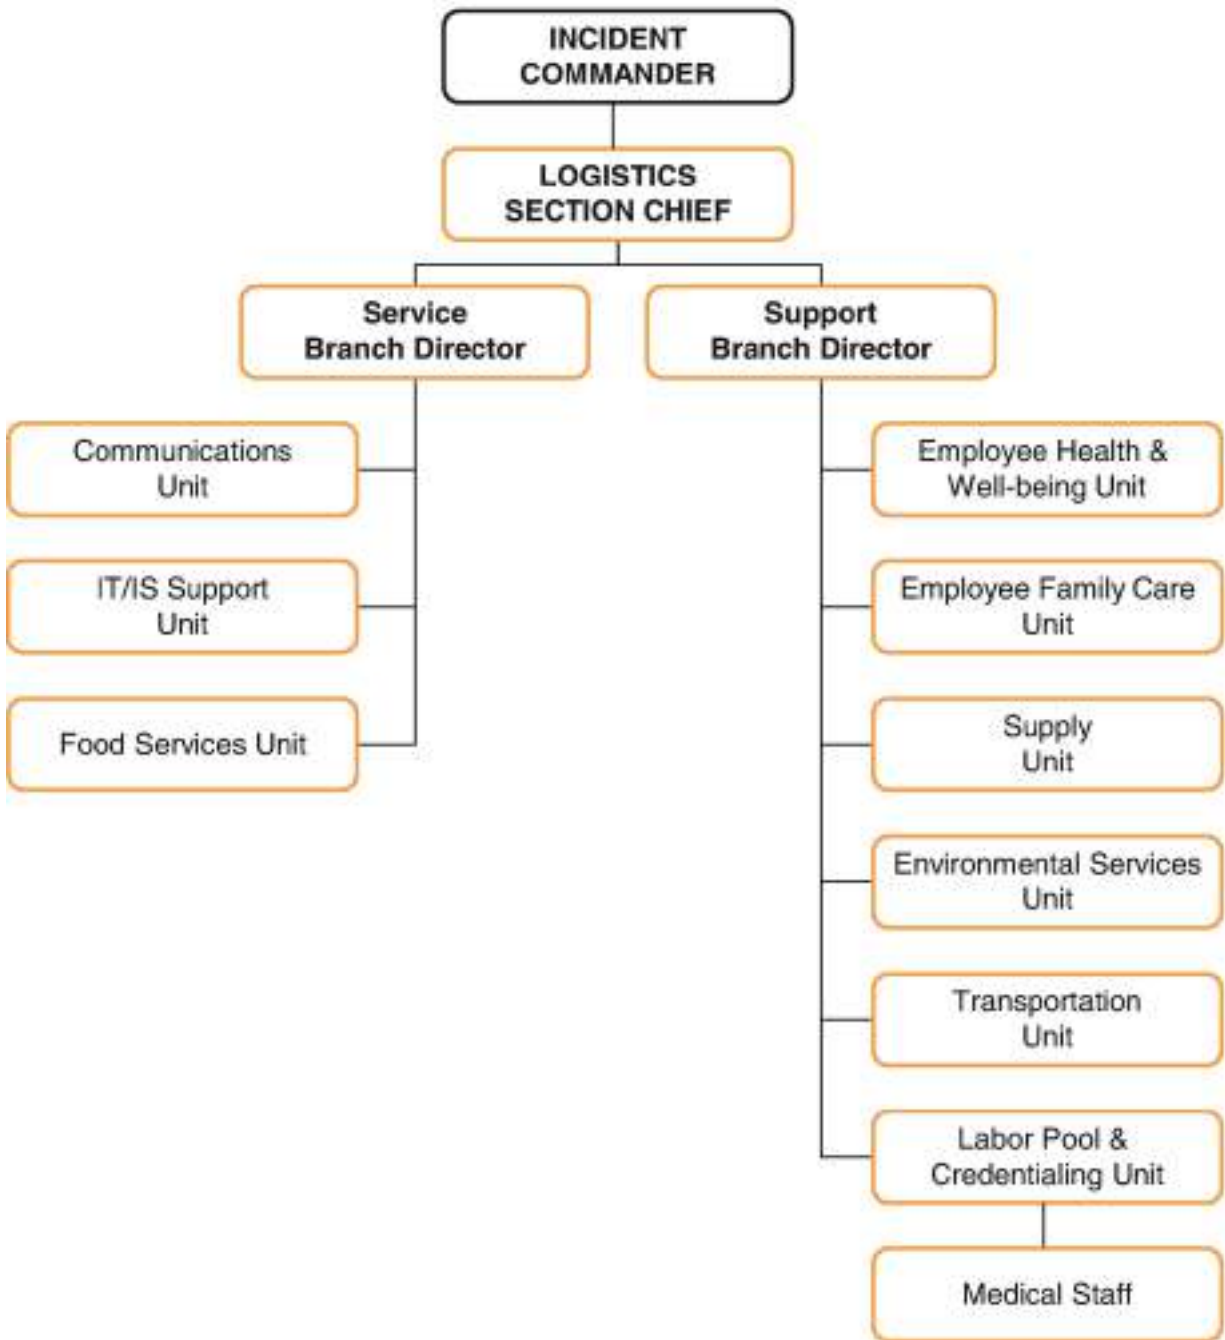 INCIDENT
COMMANDER
LOGISTICS
SECTION CHIEF
Service
Branch Director
Support
Branch Director
Communications
Unit
IT/IS Support
Unit
Food Services Unit
Employee Health &
Well-being Unit
Employee Family Care
Unit
Supply
Unit
Environmental Services
Unit
Transportation
Unit
Labor Pool &
Credentialing Unit
Medical Staff